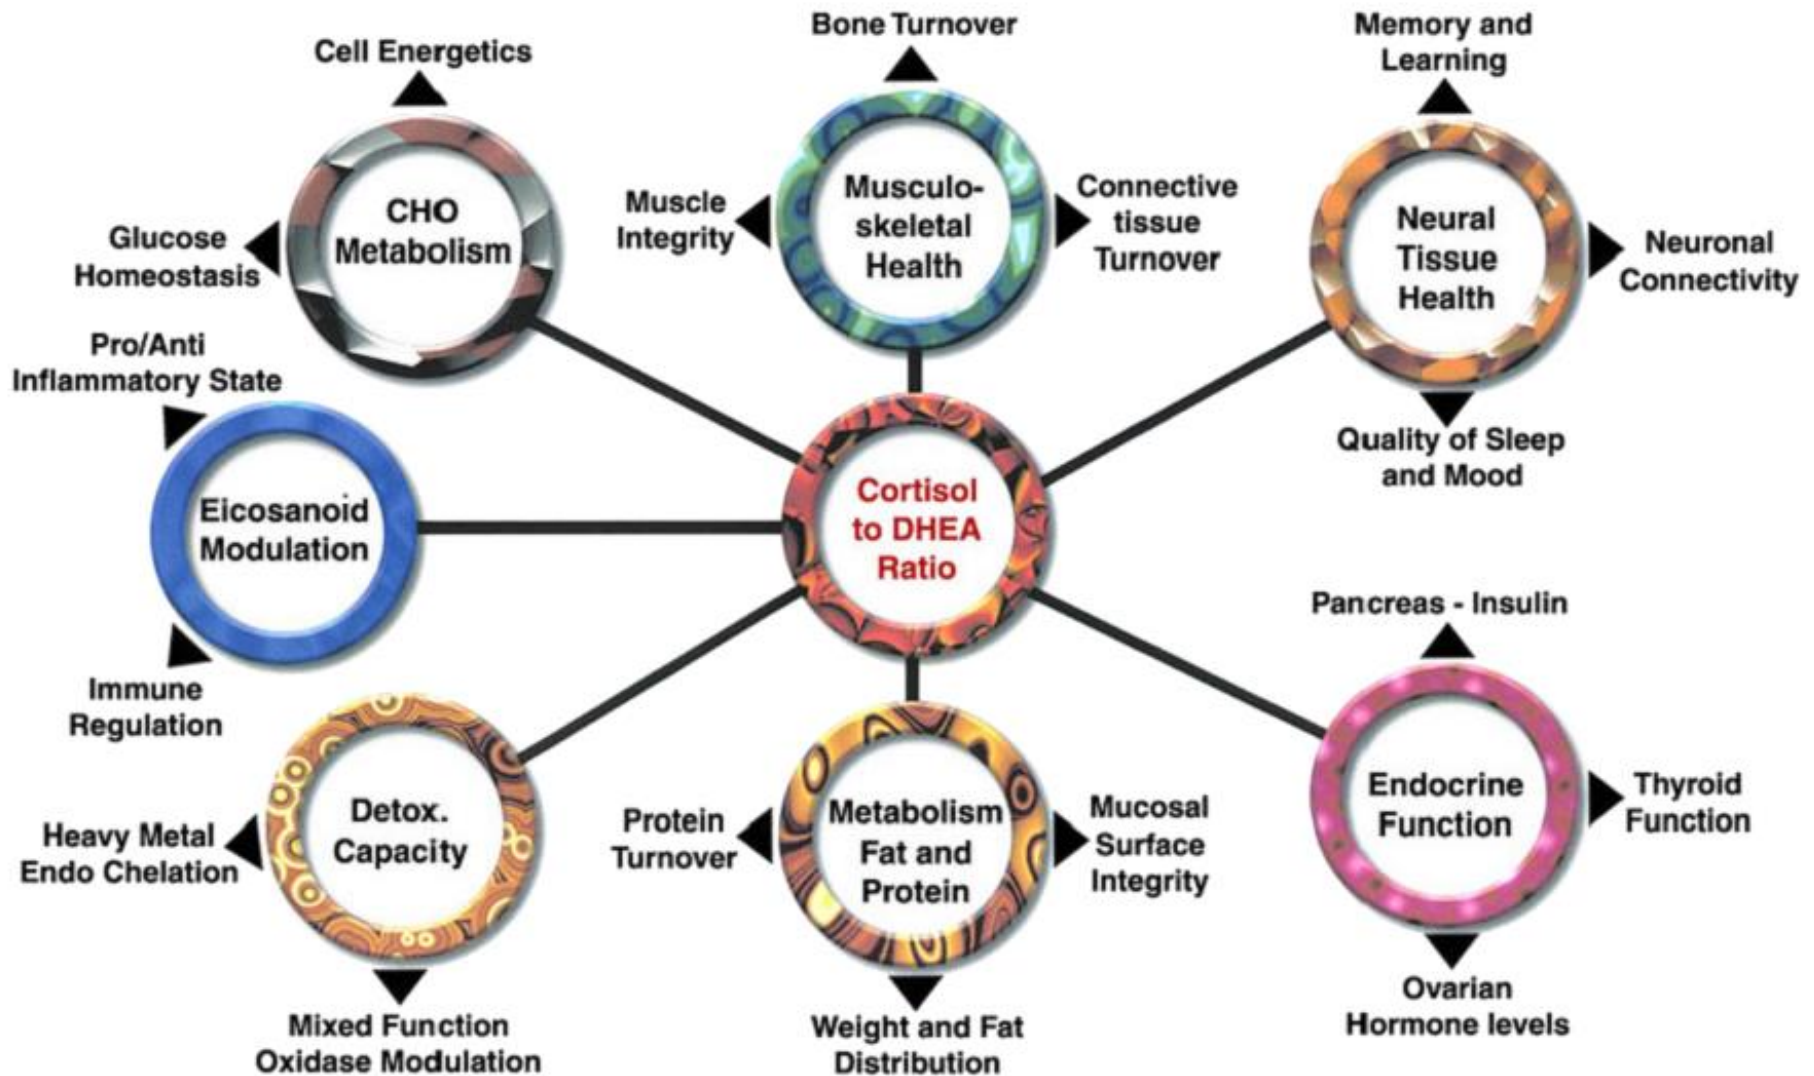 Cell Energetics
CHO
Metabolism
Glucose
Homeostasis
Bone Turnover
Musculo-
skeletal
Health
Muscle
Integrity
Connective
tissue
Turnover
Memory and
Learning
Neural
Tissue
Health
Neuronal
Connectivity
Quality of Sleep
and Mood
Pro/Anti
Inflammatory State
Eicosanoid
Modulation
Immune
Regulation
Cortisol
to DHEA
Ratio
Pancreas - Insulin
Endocrine
Function
Thyroid
Function
Ovarian
Hormone levels
Detox.
Capacity
Heavy Metal
Endo Chelation
Mixed Function
Oxidase Modulation
Metabolism
Fat and
Protein
Protein
Turnover
Mucosal
Surface
Integrity
Weight and Fat
Distribution